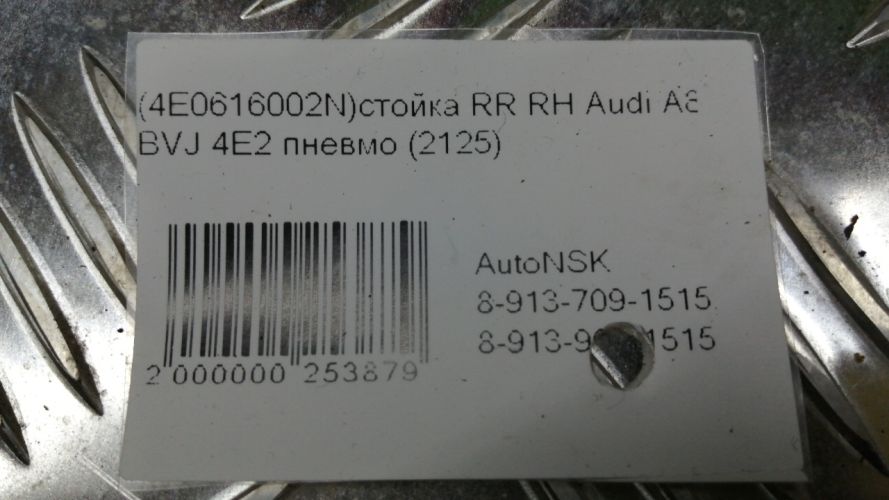 (4E0616002N)стойка RR RH Audi A8
BVJ 4E2 пневмо (2125)
AutoNSK
8-913-709-1515
2 000000 253879